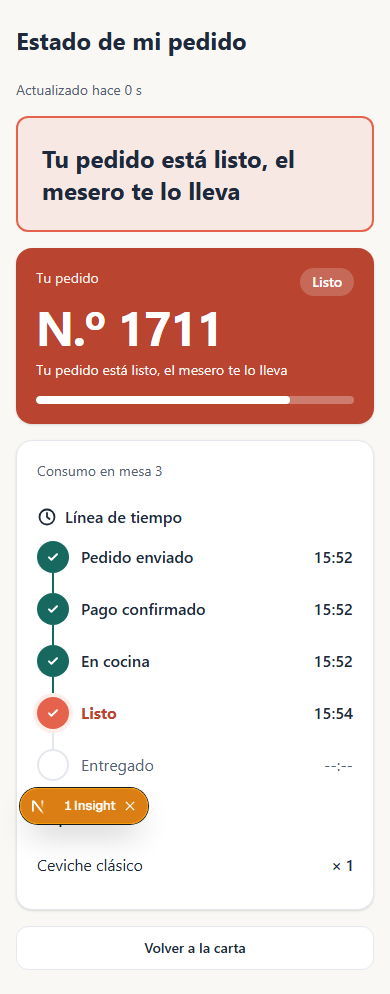 Estado de mi pedido
Actualizado hace 0 s
Tu pedido está listo, el
mesero te lo lleva
Tu pedido
Listo
N.º 1711
Tu pedido está listo, el mesero te lo lleva
Consumo en mesa 3
Línea de tiempo
Pedido enviado 15:52
Pago confirmado 15:52
En cocina 15:52
Listo 15:54
Entregado --:--
N 1 Insight ×
Ceviche clásico × 1
Volver a la carta